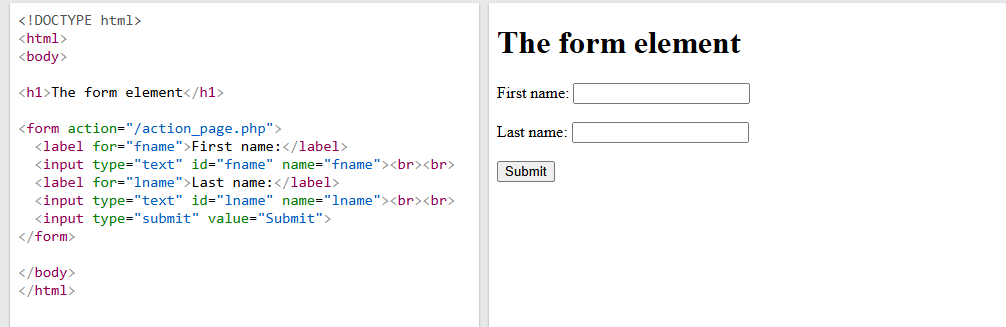 <!DOCTYPE html>
<html>
<body>
<h1>The form element</h1>
<form action="/action_page.php">
<label for="fname">First name:</label>
<input type="text" id="fname" name="fname"><br><br>
<label for="lname">Last name:</label>
<input type="text" id="lname" name="lname"><br><br>
<input type="submit" value="Submit">
</form>
</body>
</html>
The form element
First name:
Last name:
Submit